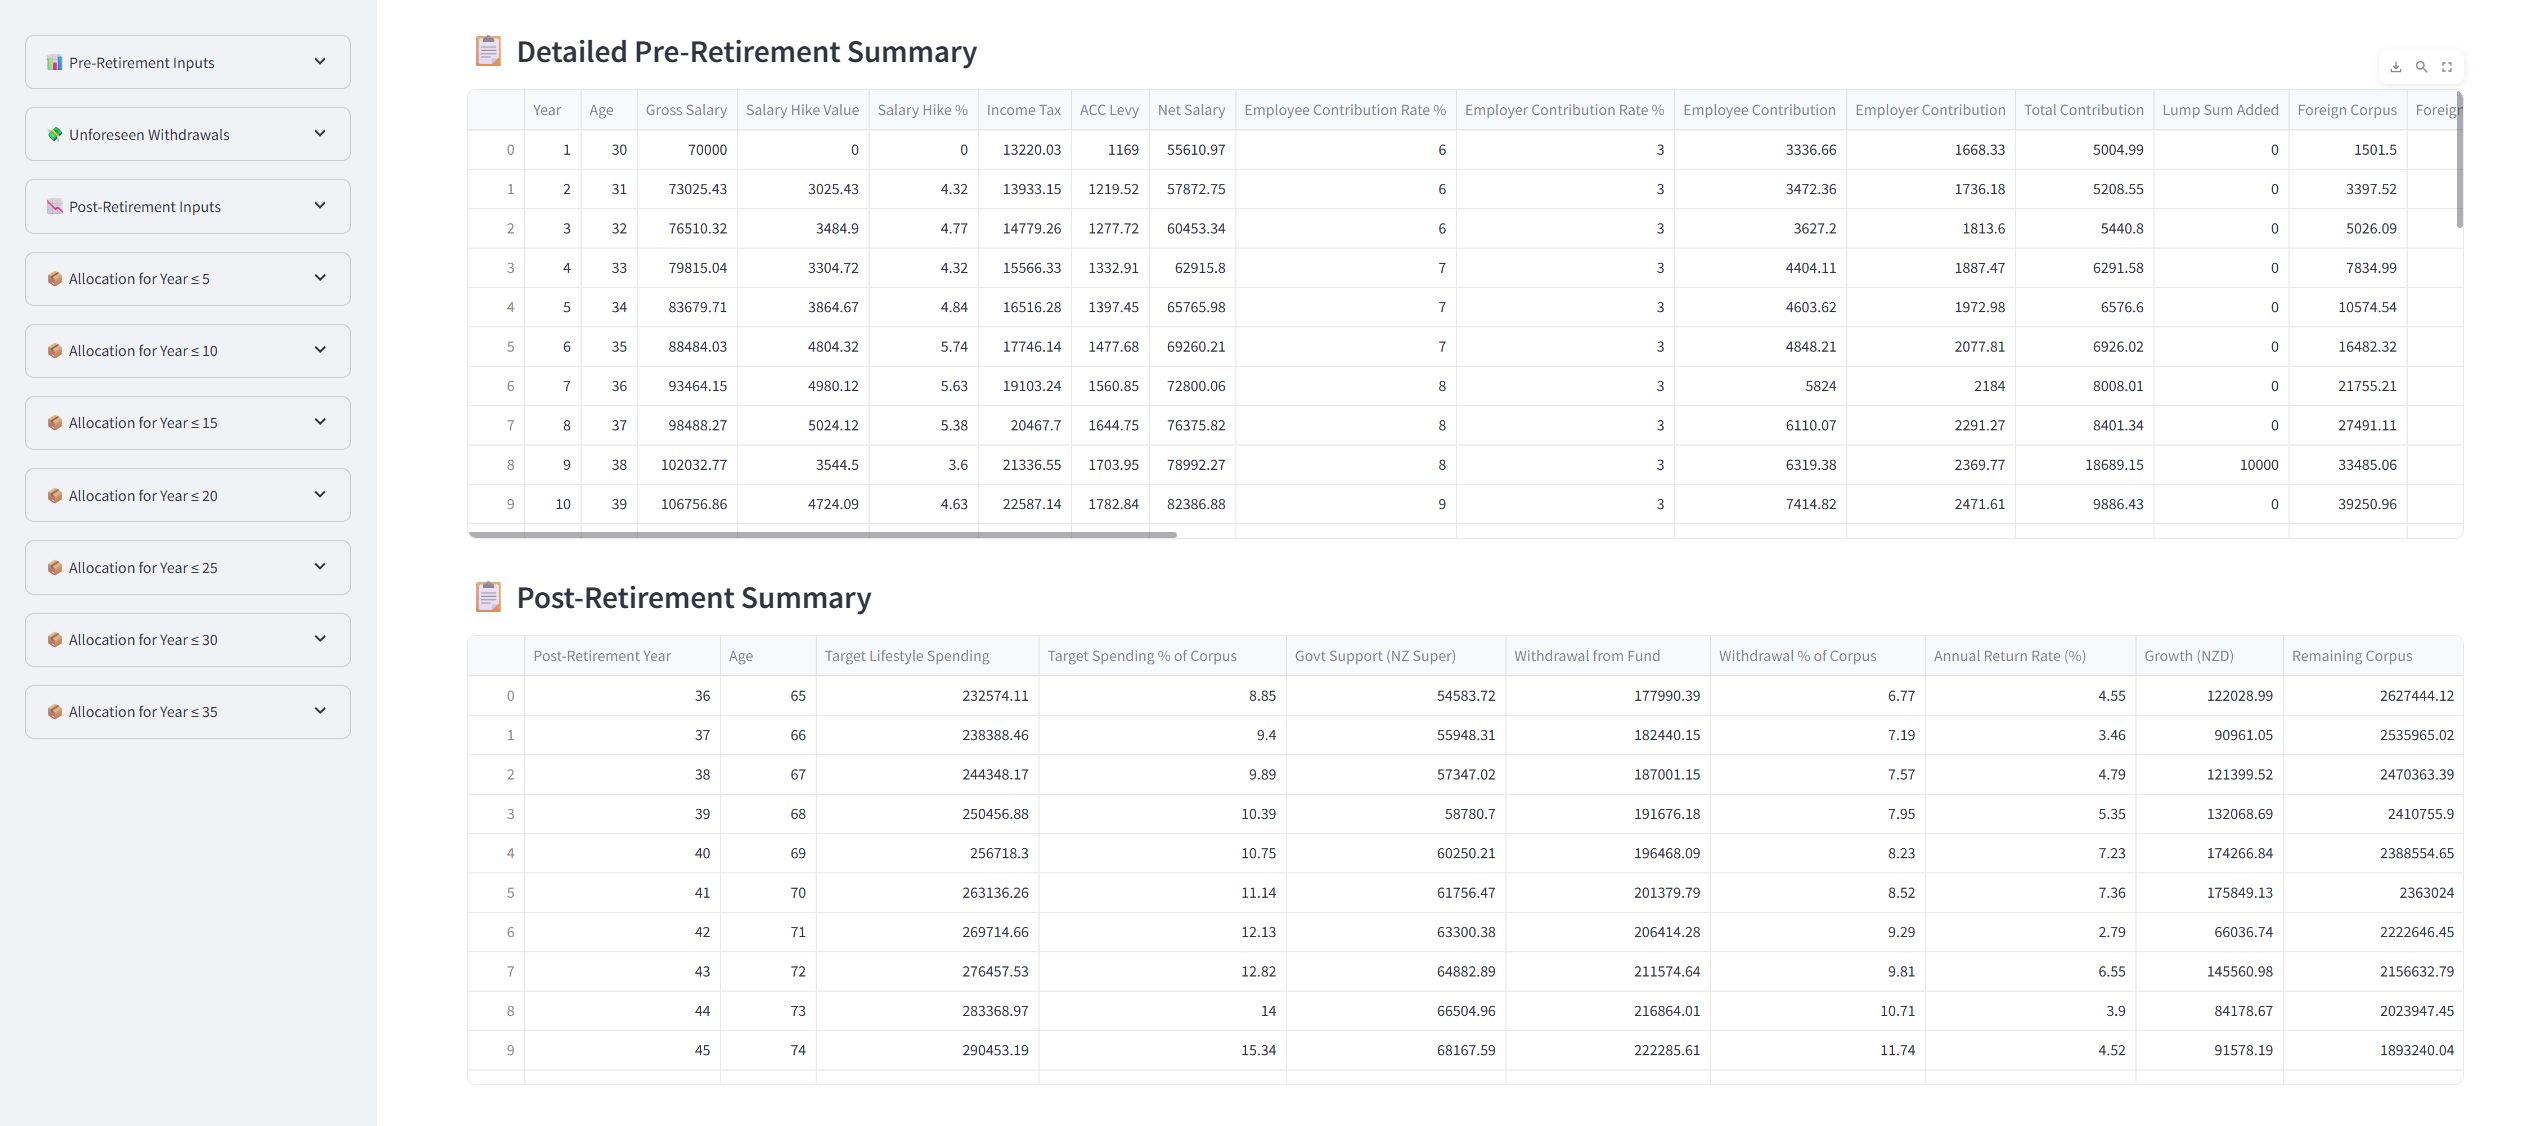 Pre-Retirement Inputs
Unforeseen Withdrawals
Post-Retirement Inputs
Allocation for Year ≤ 5
Allocation for Year ≤ 10
Allocation for Year ≤ 15
Allocation for Year ≤ 20
Allocation for Year ≤ 25
Allocation for Year ≤ 30
Allocation for Year ≤ 35
Detailed Pre-Retirement Summary
Year Age Gross Salary Salary Hike Value Salary Hike % Income Tax ACC Levy Net Salary Employee Contribution Rate % Employer Contribution Rate % Employee Contribution Employer Contribution Total Contribution Lump Sum Added Foreign Corpus Foreign
0 1 30 70000 0 0 13220.03 1169 55610.97 6 3 3336.66 1668.33 5004.99 0 1501.5
1 2 31 73025.43 3025.43 4.32 13933.15 1219.52 57872.75 6 3 3472.36 1736.18 5208.55 0 3397.52
2 3 32 76510.32 3484.9 4.77 14779.26 1277.72 60453.34 6 3 3627.2 1813.6 5440.8 0 5026.09
3 4 33 79815.04 3304.72 4.32 15566.33 1332.91 62915.8 7 3 4404.11 1887.47 6291.58 0 7834.99
4 5 34 83679.71 3864.67 4.84 16516.28 1397.45 65765.98 7 3 4603.62 1972.98 6576.6 0 10574.54
5 6 35 88484.03 4804.32 5.74 17746.14 1477.68 69260.21 7 3 4848.21 2077.81 6926.02 0 16482.32
6 7 36 93464.15 4980.12 5.63 19103.24 1560.85 72800.06 8 3 5824 2184 8008.01 0 21755.21
7 8 37 98488.27 5024.12 5.38 20467.7 1644.75 76375.82 8 3 6110.07 2291.27 8401.34 0 27491.11
8 9 38 102032.77 3544.5 3.6 21336.55 1703.95 78992.27 8 3 6319.38 2369.77 18689.15 10000 33485.06
9 10 39 106756.86 4724.09 4.63 22587.14 1782.84 82386.88 9 3 7414.82 2471.61 9886.43 0 39250.96
Post-Retirement Summary
Post-Retirement Year Age Target Lifestyle Spending Target Spending % of Corpus Govt Support (NZ Super) Withdrawal from Fund Withdrawal % of Corpus Annual Return Rate (%) Growth (NZD) Remaining Corpus
0 36 65 232574.11 8.85 54583.72 177990.39 6.77 4.55 122028.99 2627444.12
1 37 66 238388.46 9.4 55948.31 182440.15 7.19 3.46 90961.05 2535965.02
2 38 67 244348.17 9.89 57347.02 187001.15 7.57 4.79 121399.52 2470363.39
3 39 68 250456.88 10.39 58780.7 191676.18 7.95 5.35 132068.69 2410755.9
4 40 69 256718.3 10.75 60250.21 196468.09 8.23 7.23 174266.84 2388554.65
5 41 70 263136.26 11.14 61756.47 201379.79 8.52 7.36 175849.13 2363024
6 42 71 269714.66 12.13 63300.38 206414.28 9.29 2.79 66036.74 2222646.45
7 43 72 276457.53 12.82 64882.89 211574.64 9.81 6.55 145560.98 2156632.79
8 44 73 283368.97 14 66504.96 216864.01 10.71 3.9 84178.67 2023947.45
9 45 74 290453.19 15.34 68167.59 222285.61 11.74 4.52 91578.19 1893240.04